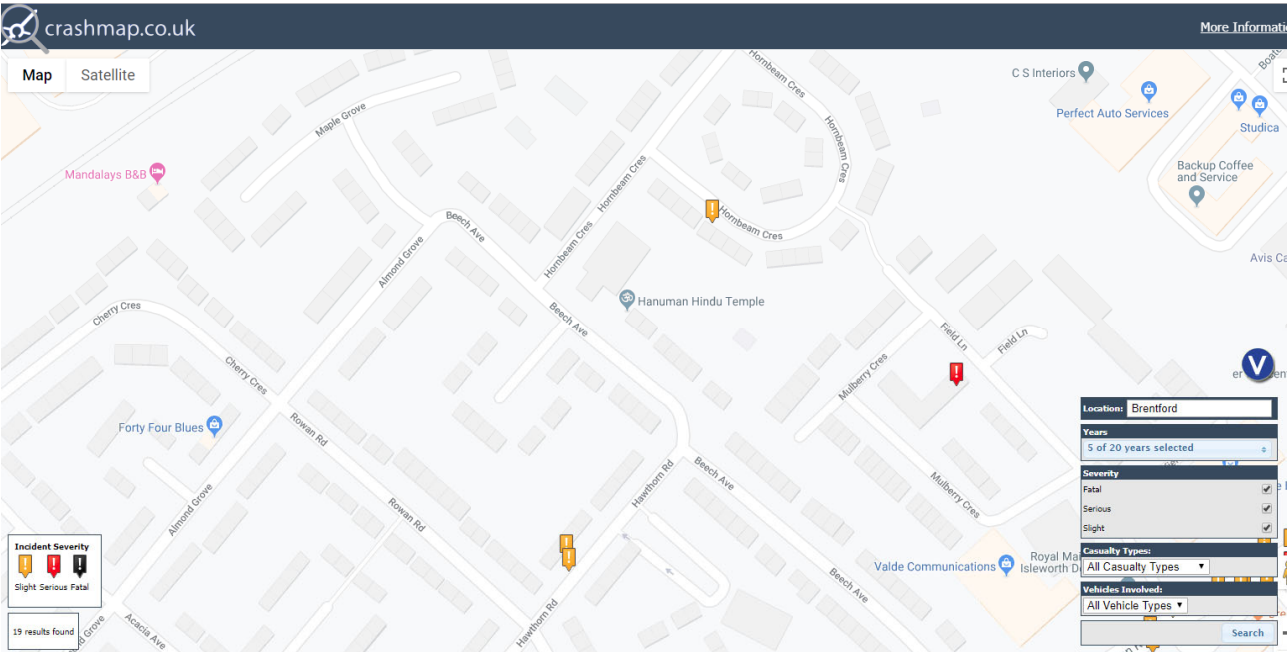 crashmap.co.uk
More Informati
Map
Satellite
Hornbeam Cres
C S Interiors
Perfect Auto Services
Studica
Maple Grove
Hornbeam Cres
Mandalays B&B
Hornbeam Cres
Backup Coffee
and Service
Beech Ave
Hornbeam Cres
Almond Grove
Hornbeam Cres
Avis Ca
Hanuman Hindu Temple
Cherry Cres
Beech Ave
Field Ln
Field Ln
Cherry Cres
Mulberry Cres
V
Forty Four Blues
Rowan Rd
Beech Ave
Hawthorn Rd
Mulberry Cres
Almond Grove
Rowan Rd
Valde Communications
Royal Ma
Isleworth D
Beech Ave
Hawthorn Rd
Acacia Ave
Grove
Location: Brentford
Years
5 of 20 years selected
Severity
Fatal
Serious
Slight
Casualty Types:
All Casualty Types
Vehicles Involved:
All Vehicle Types
Search
Incident Severity
! ! !
Slight Serious Fatal
19 results found